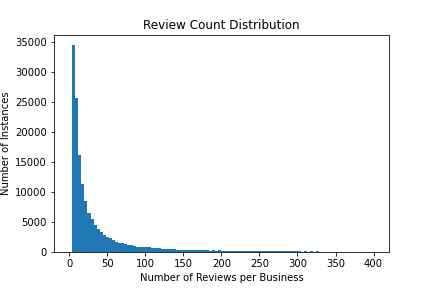 Review Count Distribution
35000
30000
25000
20000
15000
10000
5000
0
Number of Instances
0 50 100 150 200 250 300 350 400
Number of Reviews per Business